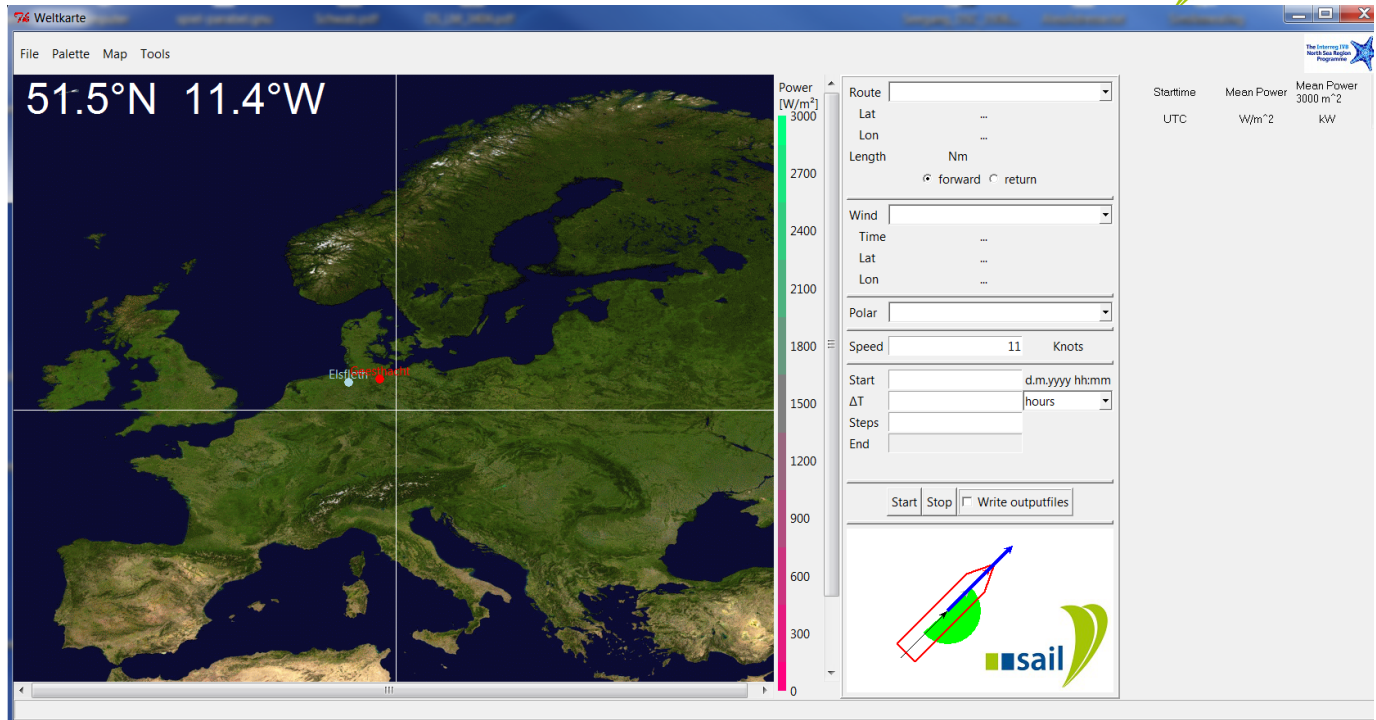 Weltkarte
File Palette Map Tools
The Interreg IVB
North Sea Region
Programme
51.5°N 11.4°W
Elsfleth
Power
[W/m²]
3000
2700
2400
2100
1800
1500
1200
900
600
300
0
Route
Lat ...
Lon ...
Length Nm
forward return
Wind
Time ...
Lat ...
Lon ...
Polar
Speed 11 Knots
Start d.m.yyyy hh:mm
ΔT hours
Steps
End
Start Stop Write outputfiles
sail
Starttime Mean Power Mean Power
3000 m^2
UTC W/m^2 kW